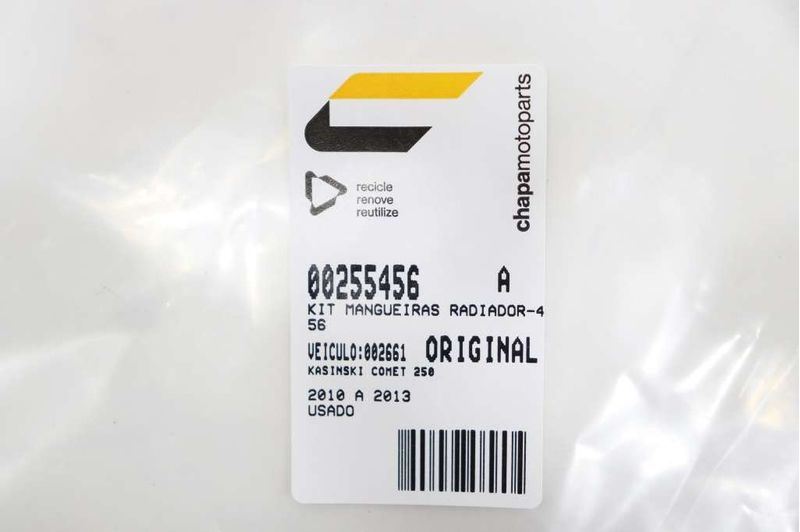 chapamotoparts
recicle
renove
reutilize
00255456 A
KIT MANGUEIRAS RADIADOR-4
56
VEICULO:002661 ORIGINAL
KASINSKI COMET 250
2010 A 2013
USADO